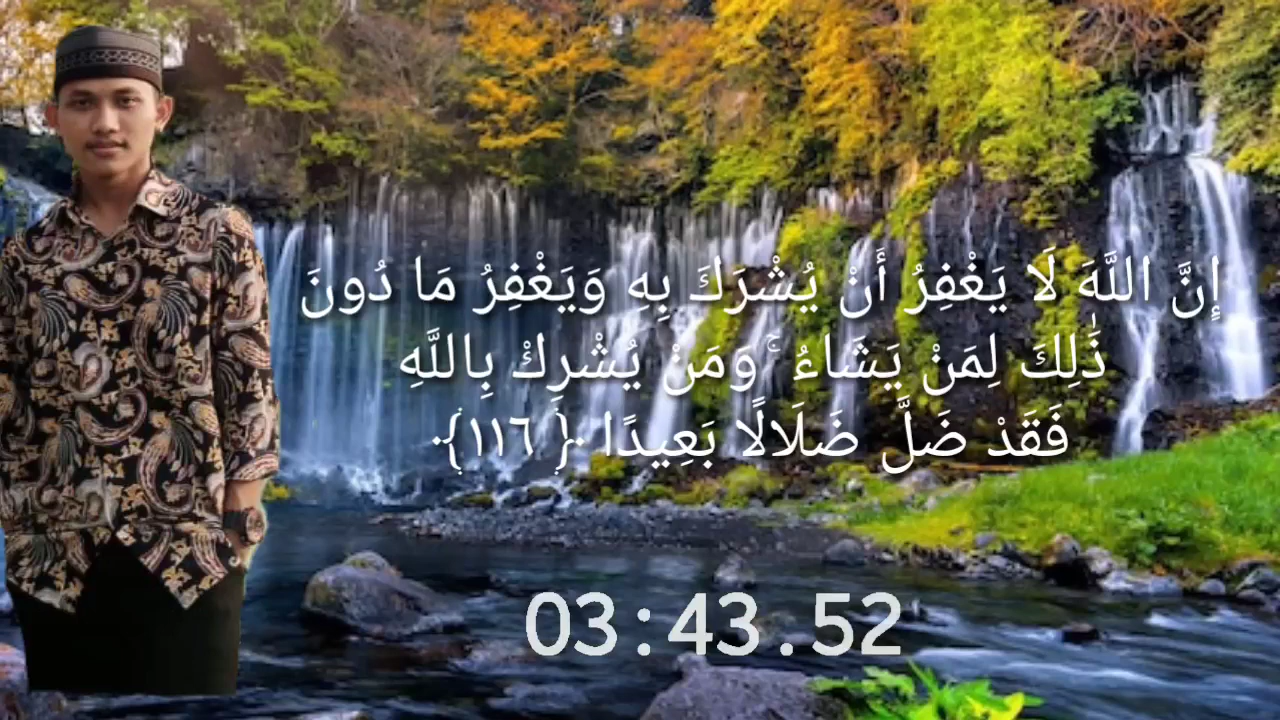 إِنَّ اللَّهَ لَا يَغْفِرُ أَنْ يُشْرَكَ بِهِ وَيَغْفِرُ مَا دُونَ
ذَٰلِكَ لِمَنْ يَشَاءُ ۚ وَمَنْ يُشْرِكْ بِاللَّهِ
فَقَدْ ضَلَّ ضَلَالًا بَعِيدًا ﴿١١٦﴾
03:43.52